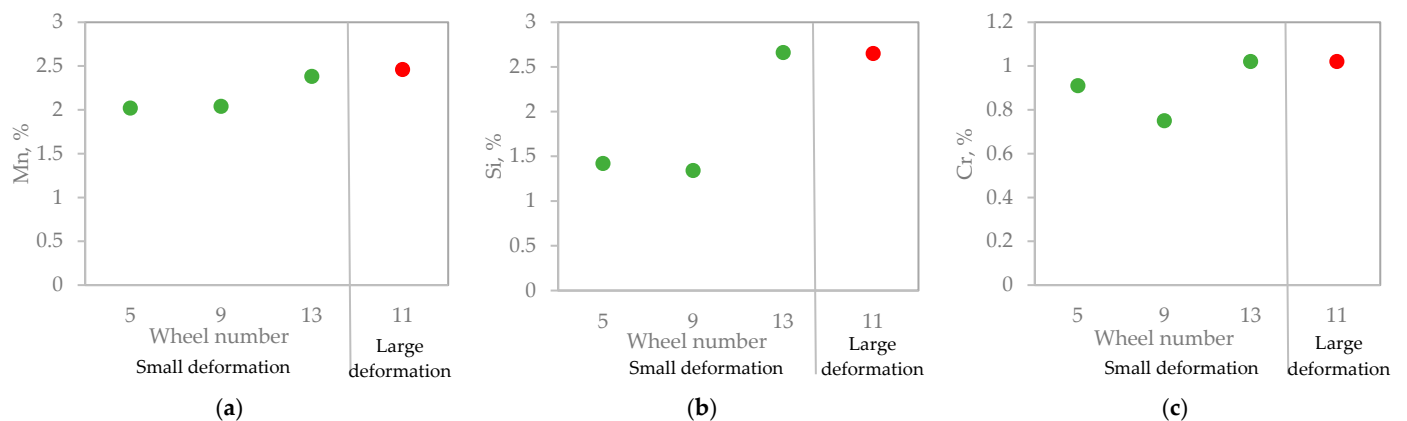 3
2.5
2
1.5
1
0.5
0
Mn, %
5 9 13 11
Wheel number
Small deformation
Large
deformation
(a)
3
2.5
2
1.5
1
0.5
0
Si, %
5 9 13 11
Wheel number
Small deformation
Large
deformation
(b)
1.2
1
0.8
0.6
0.4
0.2
0
Cr, %
5 9 13 11
Wheel number
Small deformation
Large
deformation
(c)